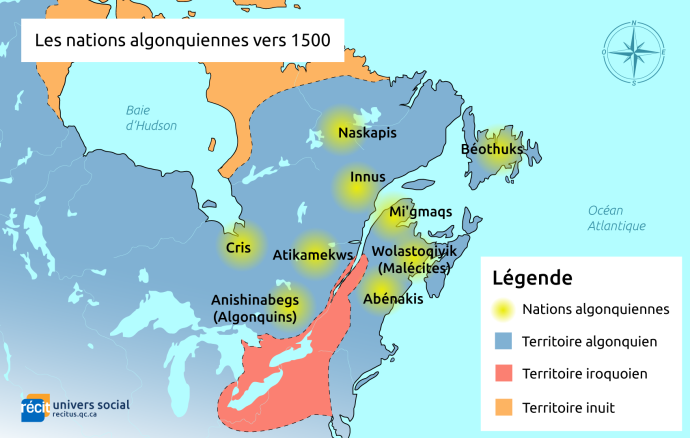 Les nations algonquiennes vers 1500
N
O
E
S
Baie
d'Hudson
Naskapis
Béothuks
Innus
Mi'gmaqs
Océan
Atlantique
Cris
Atikamekws
Wolastoqiyik
(Malécites)
Anishinabegs
(Algonquins)
Abénakis
Légende
Nations algonquiennes
Territoire algonquien
Territoire iroquoien
Territoire inuit
récit univers social
recitus.qc.ca